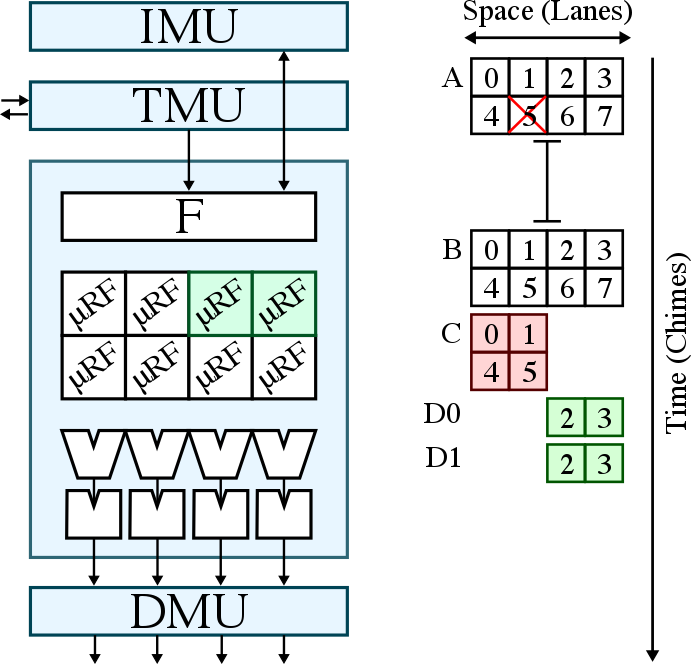 IMU
TMU
F
μRF μRF μRF μRF
μRF μRF μRF μRF
DMU
Space (Lanes)
A 0 1 2 3
4 5 6 7
B 0 1 2 3
4 5 6 7
C 0 1
4 5
D0 2 3
D1 2 3
Time (Chimes)